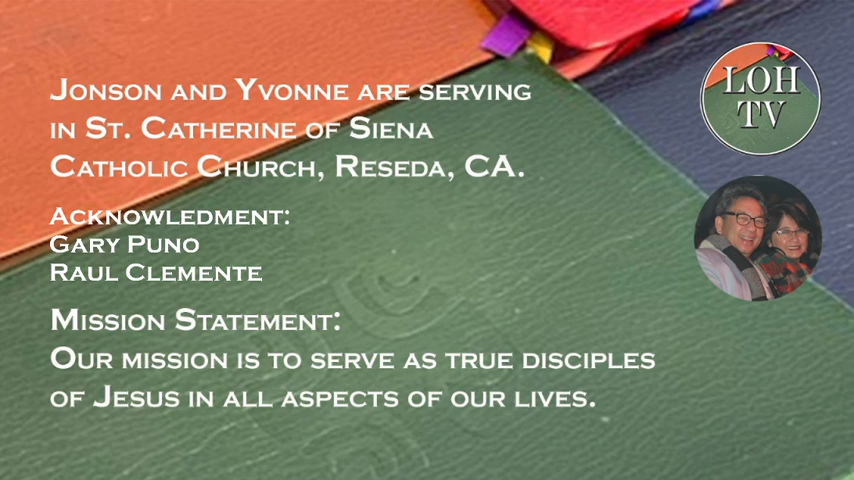 Jonson and Yvonne are serving
in St. Catherine of Siena
Catholic Church, Reseda, CA.
Acknowledment:
Gary Puno
Raul Clemente
Mission Statement:
Our mission is to serve as true disciples
of Jesus in all aspects of our lives.
LOH
TV